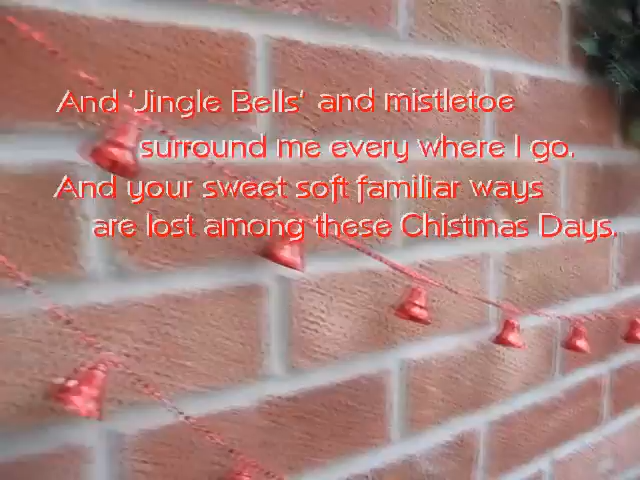 And 'Jingle Bells' and mistletoe
surround me every where I go.
And your sweet soft familiar ways
are lost among these Chistmas Days.